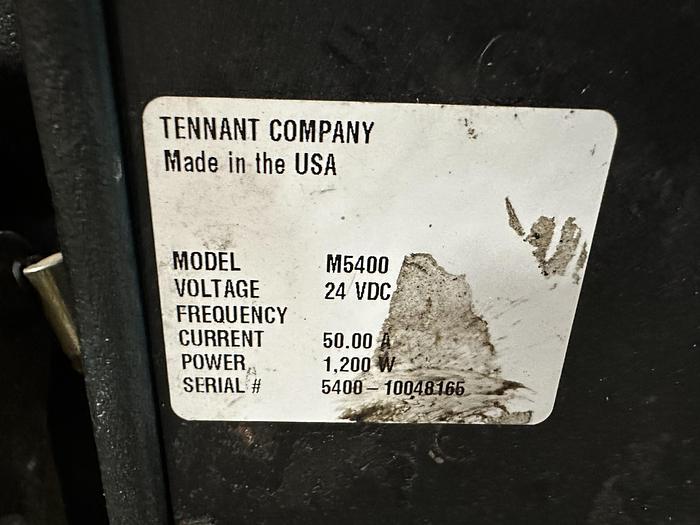 TENNANT COMPANY
Made in the USA
MODEL M5400
VOLTAGE 24 VDC
FREQUENCY
CURRENT 50.00 A
POWER 1,200 W
SERIAL # 5400-10048165